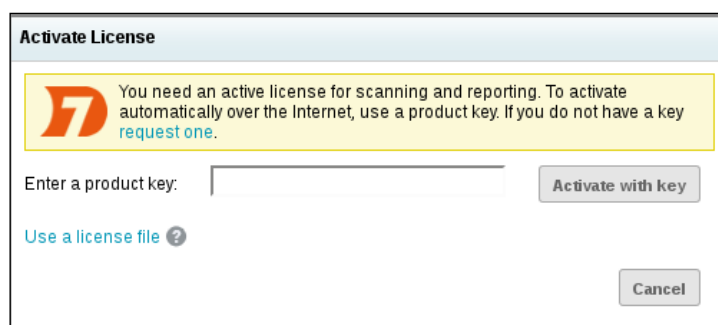 Activate License
You need an active license for scanning and reporting. To activate
automatically over the Internet, use a product key. If you do not have a key
request one.
Enter a product key:
Activate with key
Use a license file ?
Cancel